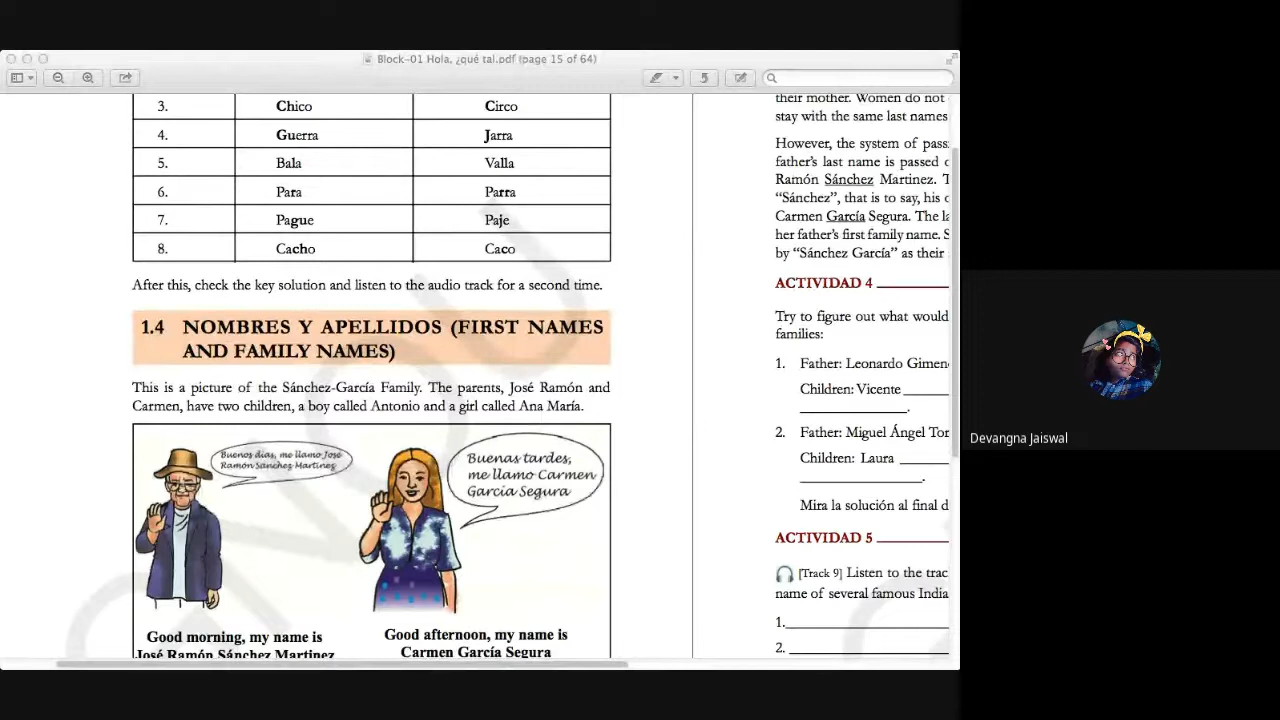 Block-01 Hola, ¿qué tal.pdf (page 15 of 64)
3. Chico Circo
4. Guerra Jarra
5. Bala Valla
6. Para Parra
7. Pague Paje
8. Cacho Caco
After this, check the key solution and listen to the audio track for a second time.
1.4 NOMBRES Y APELLIDOS (FIRST NAMES
AND FAMILY NAMES)
This is a picture of the Sánchez-García Family. The parents, José Ramón and
Carmen, have two children, a boy called Antonio and a girl called Ana María.
Buenos dias, me llamo José
Ramón Sánchez Martinez
Buenas tardes,
me llamo Carmen
García Segura
Good morning, my name is
José Ramón Sánchez Martinez
Good afternoon, my name is
Carmen García Segura
their mother. Women do not
stay with the same last names
However, the system of
father's last name is passed
Ramón Sánchez Martinez.
"Sánchez", that is to say, his
Carmen García Segura. The
her father's first family name.
by "Sánchez García" as their
ACTIVIDAD 4
Try to figure out what would
families:
1. Father: Leonardo
Children: Vicente
2. Father: Miguel Ángel
Children: Laura
Mira la solución al final
ACTIVIDAD 5
[Track 9] Listen to the
name of several famous
1.
2.
Devangna Jaiswal